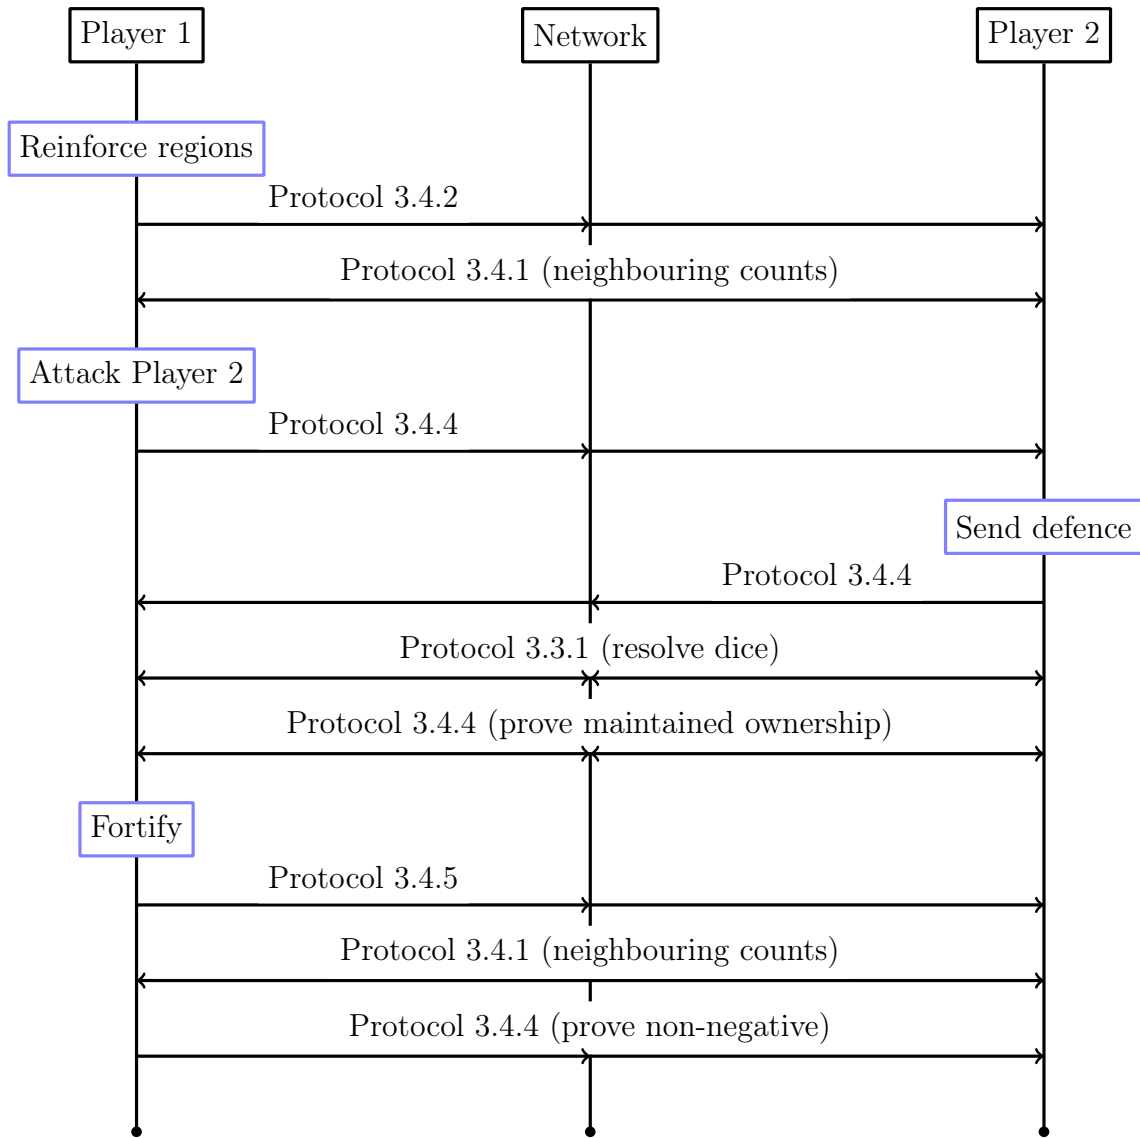 Player 1
Network
Player 2
Reinforce regions
Protocol 3.4.2
Protocol 3.4.1 (neighbouring counts)
Attack Player 2
Protocol 3.4.4
Send defence
Protocol 3.4.4
Protocol 3.3.1 (resolve dice)
Protocol 3.4.4 (prove maintained ownership)
Fortify
Protocol 3.4.5
Protocol 3.4.1 (neighbouring counts)
Protocol 3.4.4 (prove non-negative)